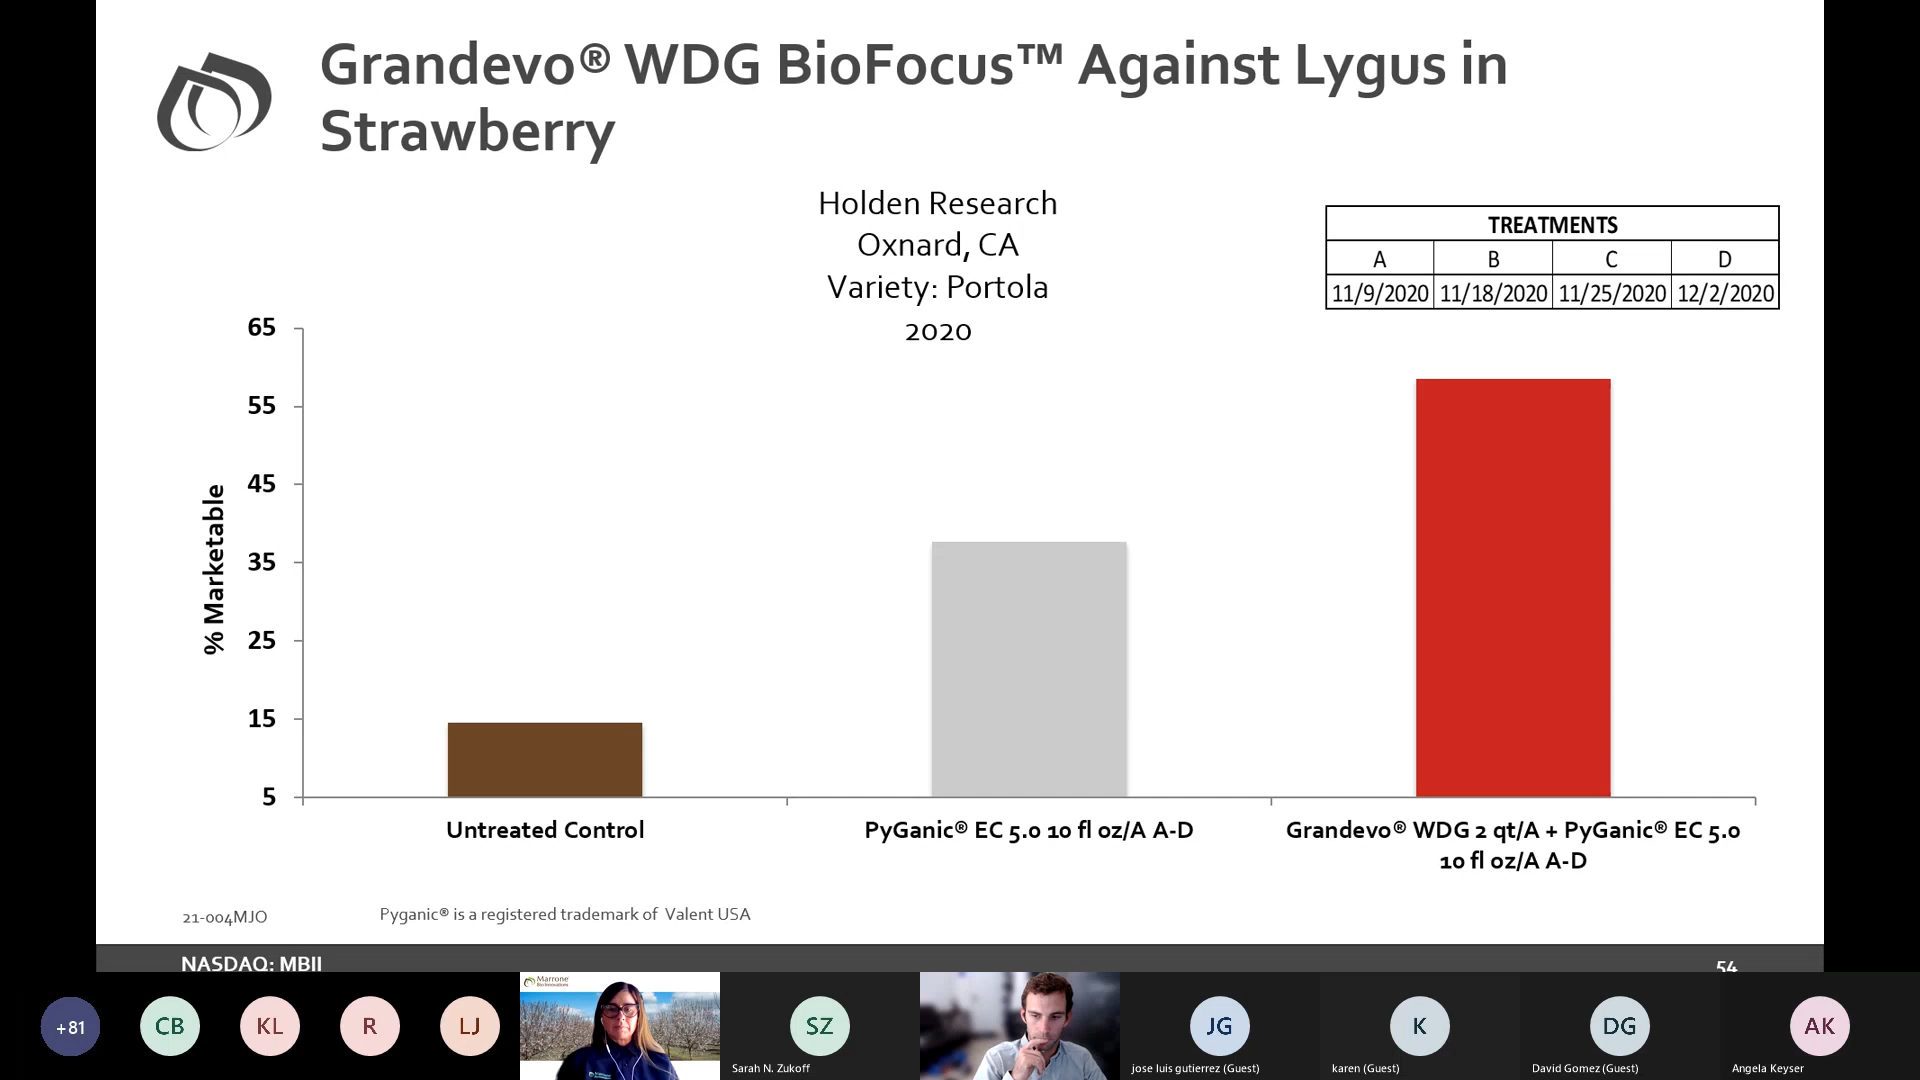 Grandevo® WDG BioFocus™ Against Lygus in
Strawberry
Holden Research
Oxnard, CA
Variety: Portola
2020
TREATMENTS
A B C D
11/9/2020 11/18/2020 11/25/2020 12/2/2020
65
55
45
35
25
15
5
% Marketable
Untreated Control
PyGanic® EC 5.0 10 fl oz/A A-D
Grandevo® WDG 2 qt/A + PyGanic® EC 5.0
10 fl oz/A A-D
21-004MJO
Pyganic® is a registered trademark of Valent USA
NASDAQ: MBII
54
+81
CB
KL
R
LJ
Marrone
Bio Innovations
SZ
Sarah N. Zukoff
JG
jose luis gutierrez (Guest)
K
karen (Guest)
DG
David Gomez (Guest)
AK
Angela Keyser